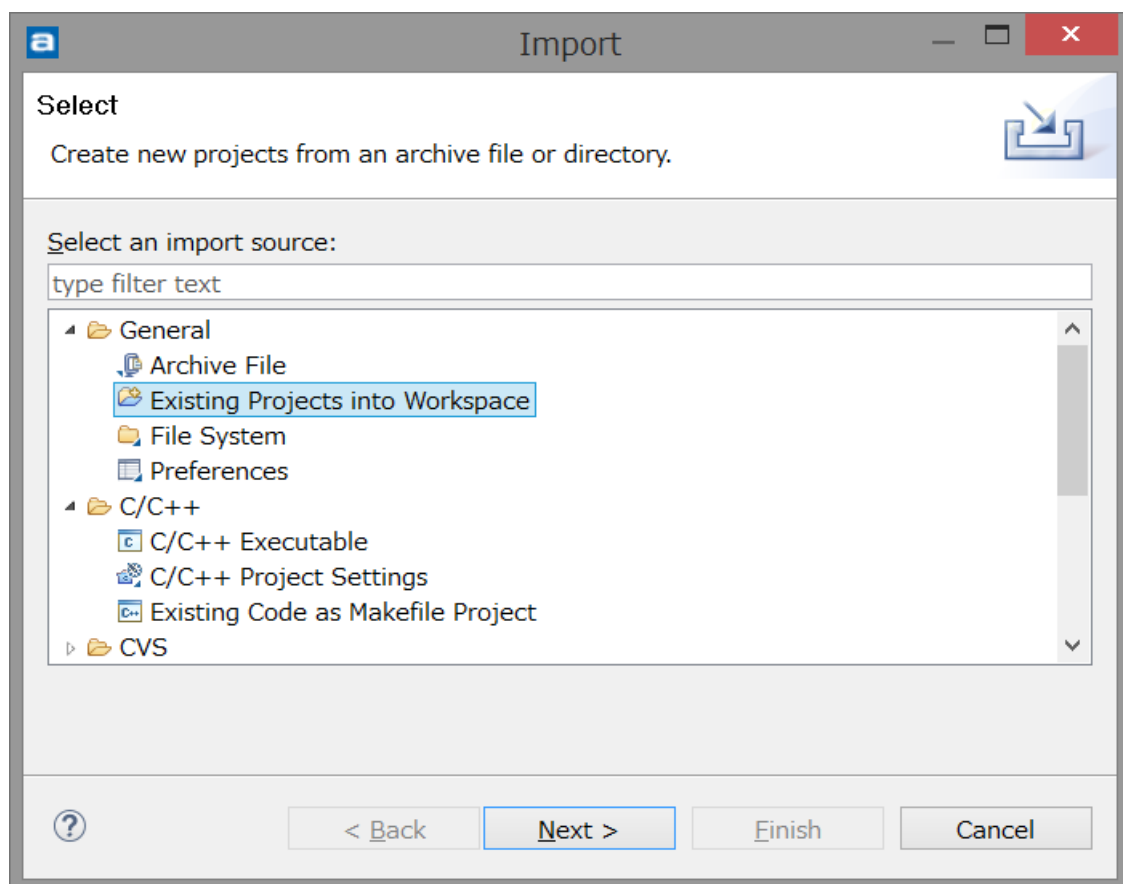 a
Import
Select
Create new projects from an archive file or directory.
Select an import source:
type filter text
General
Archive File
Existing Projects into Workspace
File System
Preferences
C/C++
C/C++ Executable
C/C++ Project Settings
Existing Code as Makefile Project
CVS
? < Back Next > Finish Cancel